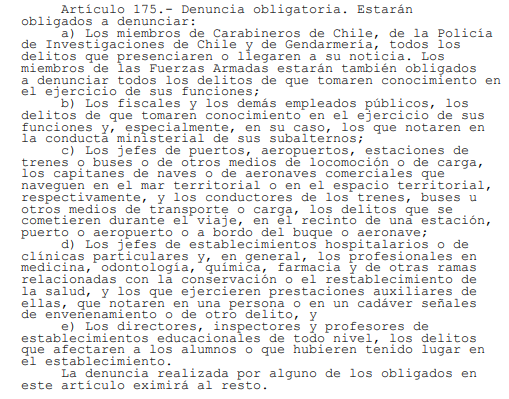 Artículo 175.- Denuncia obligatoria. Estarán
obligados a denunciar:
a) Los miembros de Carabineros de Chile, de la Policía
de Investigaciones de Chile y de Gendarmería, todos los
delitos que presenciaren o llegaren a su noticia. Los
miembros de las Fuerzas Armadas estarán también obligados
a denunciar todos los delitos de que tomaren conocimiento en
el ejercicio de sus funciones;
b) Los fiscales y los demás empleados públicos, los
delitos de que tomaren conocimiento en el ejercicio de sus
funciones y, especialmente, en su caso, los que notaren en
la conducta ministerial de sus subalternos;
c) Los jefes de puertos, aeropuertos, estaciones de
trenes o buses o de otros medios de locomoción o de carga,
los capitanes de naves o de aeronaves comerciales que
naveguen en el mar territorial o en el espacio territorial,
respectivamente, y los conductores de los trenes, buses u
otros medios de transporte o carga, los delitos que se
cometieren durante el viaje, en el recinto de una estación,
puerto o aeropuerto o a bordo del buque o aeronave;
d) Los jefes de establecimientos hospitalarios o de
clínicas particulares y, en general, los profesionales en
medicina, odontología, química, farmacia y de otras ramas
relacionadas con la conservación o el restablecimiento de
la salud, y los que ejercieren prestaciones auxiliares de
ellas, que notaren en una persona o en un cadáver señales
de envenenamiento o de otro delito, y
e) Los directores, inspectores y profesores de
establecimientos educacionales de todo nivel, los delitos
que afectaren a los alumnos o que hubieren tenido lugar en
el establecimiento.
La denuncia realizada por alguno de los obligados en
este artículo eximirá al resto.